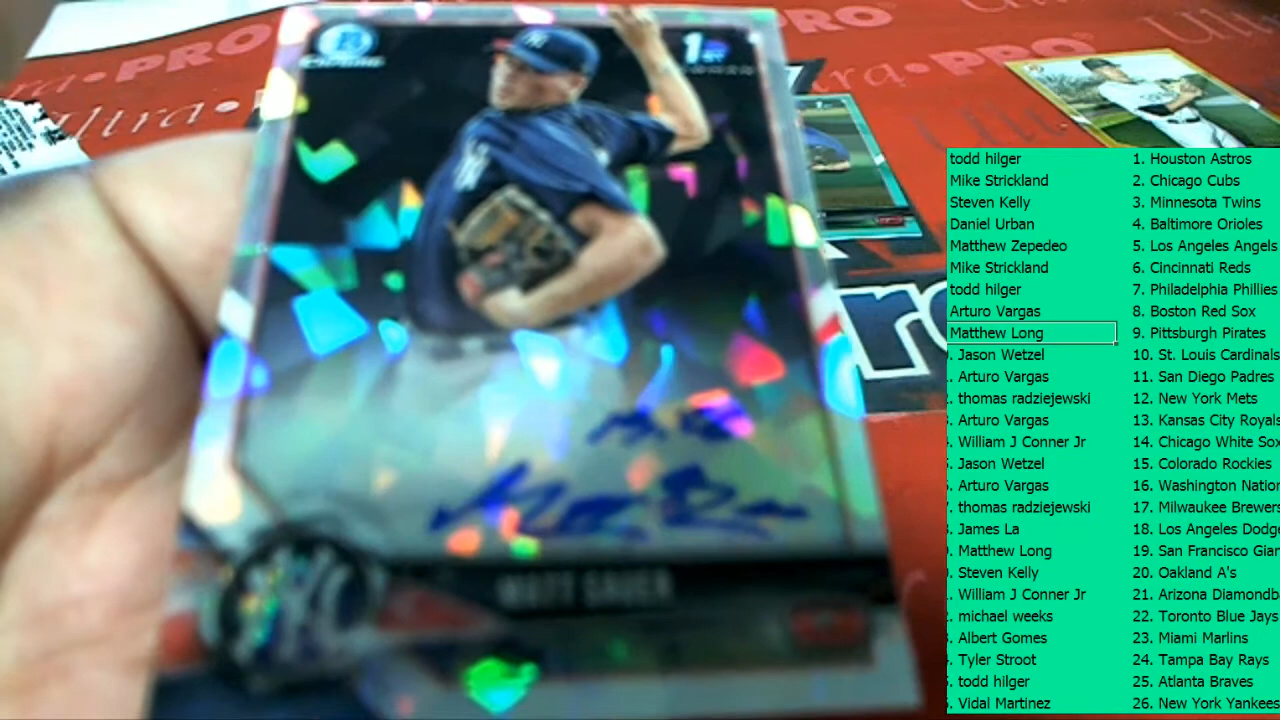 Ultra•PRO
PRO
Ultra•PRO
B
CHROME
1st
MATT SAUER
todd hilger 1. Houston Astros
Mike Strickland 2. Chicago Cubs
Steven Kelly 3. Minnesota Twins
Daniel Urban 4. Baltimore Orioles
Matthew Zepedeo 5. Los Angeles Angels
Mike Strickland 6. Cincinnati Reds
todd hilger 7. Philadelphia Phillies
Arturo Vargas 8. Boston Red Sox
Matthew Long 9. Pittsburgh Pirates
Jason Wetzel 10. St. Louis Cardinals
Arturo Vargas 11. San Diego Padres
thomas radziejewski 12. New York Mets
Arturo Vargas 13. Kansas City Royals
William J Conner Jr 14. Chicago White Sox
Jason Wetzel 15. Colorado Rockies
Arturo Vargas 16. Washington Nation
thomas radziejewski 17. Milwaukee Brewers
James La 18. Los Angeles Dodge
Matthew Long 19. San Francisco Gian
Steven Kelly 20. Oakland A's
William J Conner Jr 21. Arizona Diamondb
michael weeks 22. Toronto Blue Jays
Albert Gomes 23. Miami Marlins
Tyler Stroot 24. Tampa Bay Rays
todd hilger 25. Atlanta Braves
Vidal Martinez 26. New York Yankees